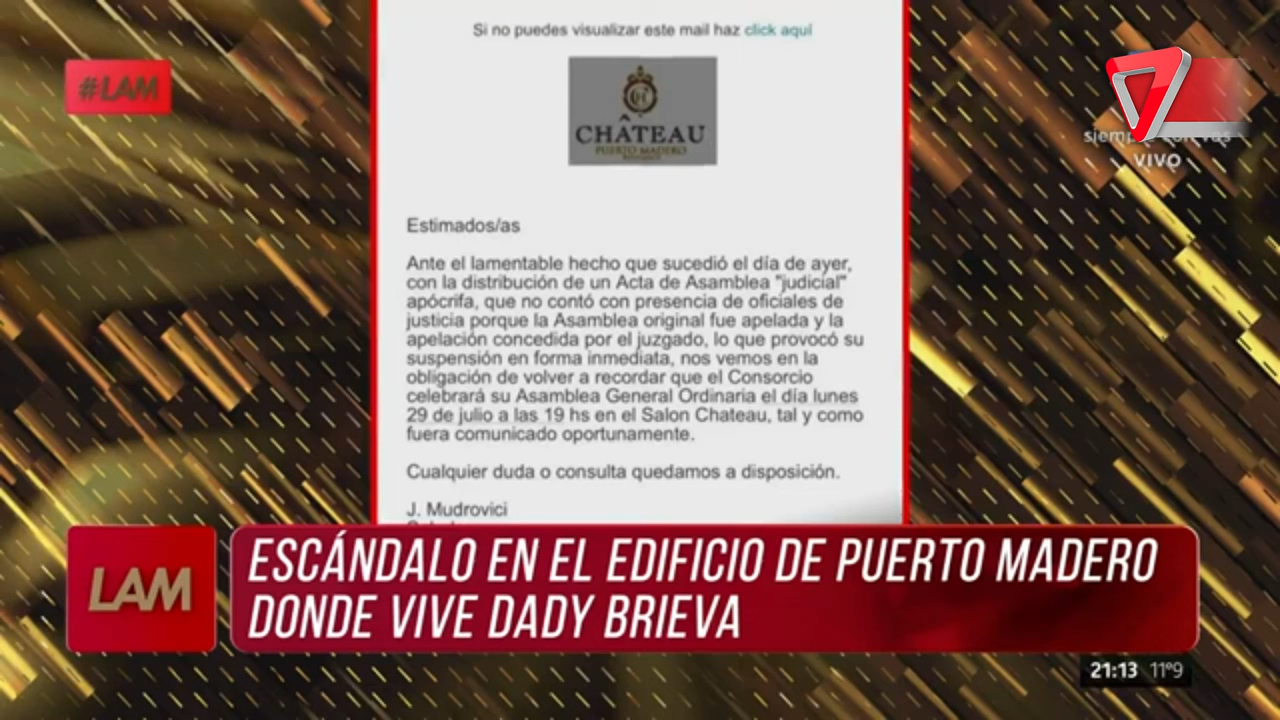 Si no puedes visualizar este mail haz click aquí
#LAM
CHÂTEAU
PUERTO MADERO
siempre con vos
VIVO
Estimados/as
Ante el lamentable hecho que sucedió el día de ayer,
con la distribución de un Acta de Asamblea "judicial"
apócrifa, que no contó con presencia de oficiales de
justicia porque la Asamblea original fue apelada y la
apelación concedida por el juzgado, lo que provocó su
suspensión en forma inmediata, nos vemos en la
obligación de volver a recordar que el Consorcio
celebrará su Asamblea General Ordinaria el día lunes
29 de julio a las 19 hs en el Salon Chateau, tal y como
fuera comunicado oportunamente.
Cualquier duda o consulta quedamos a disposición.
J. Mudrovici
LAM
ESCÁNDALO EN EL EDIFICIO DE PUERTO MADERO
DONDE VIVE DADY BRIEVA
21:13 11º9